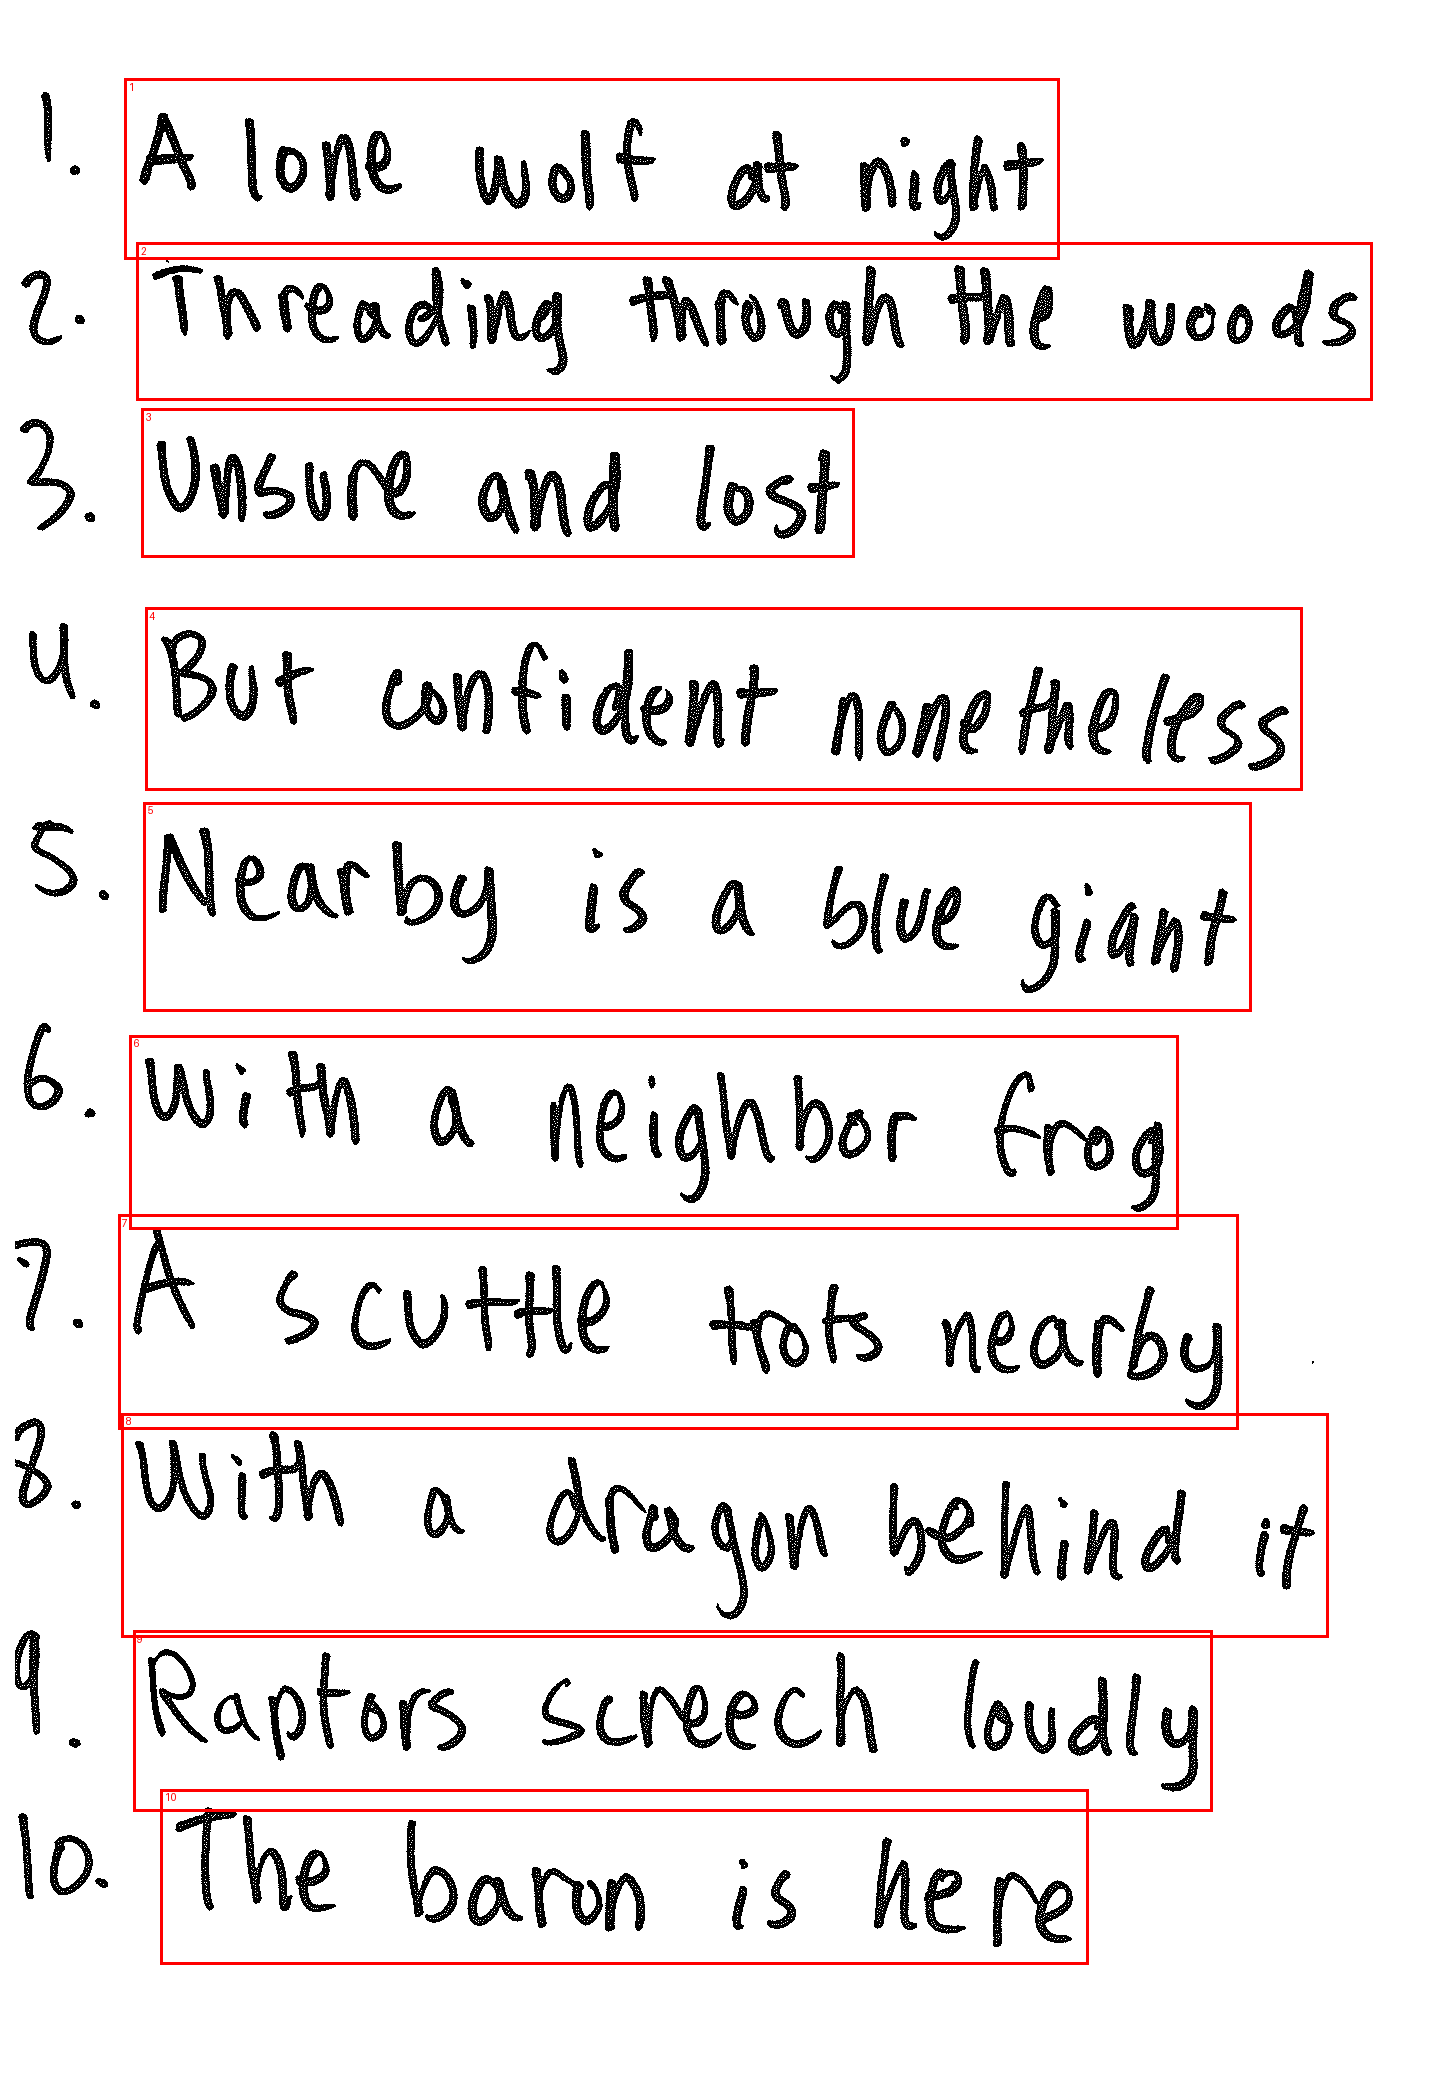 1. A lone wolf at night
2. Threading through the woods
3. Unsure and lost
4. But confident nonetheless
5. Nearby is a blue giant
6. With a neighbor frog
7. A scuttle trots nearby
8. With a dragon behind it
9. Raptors screech loudly
10. The baron is here